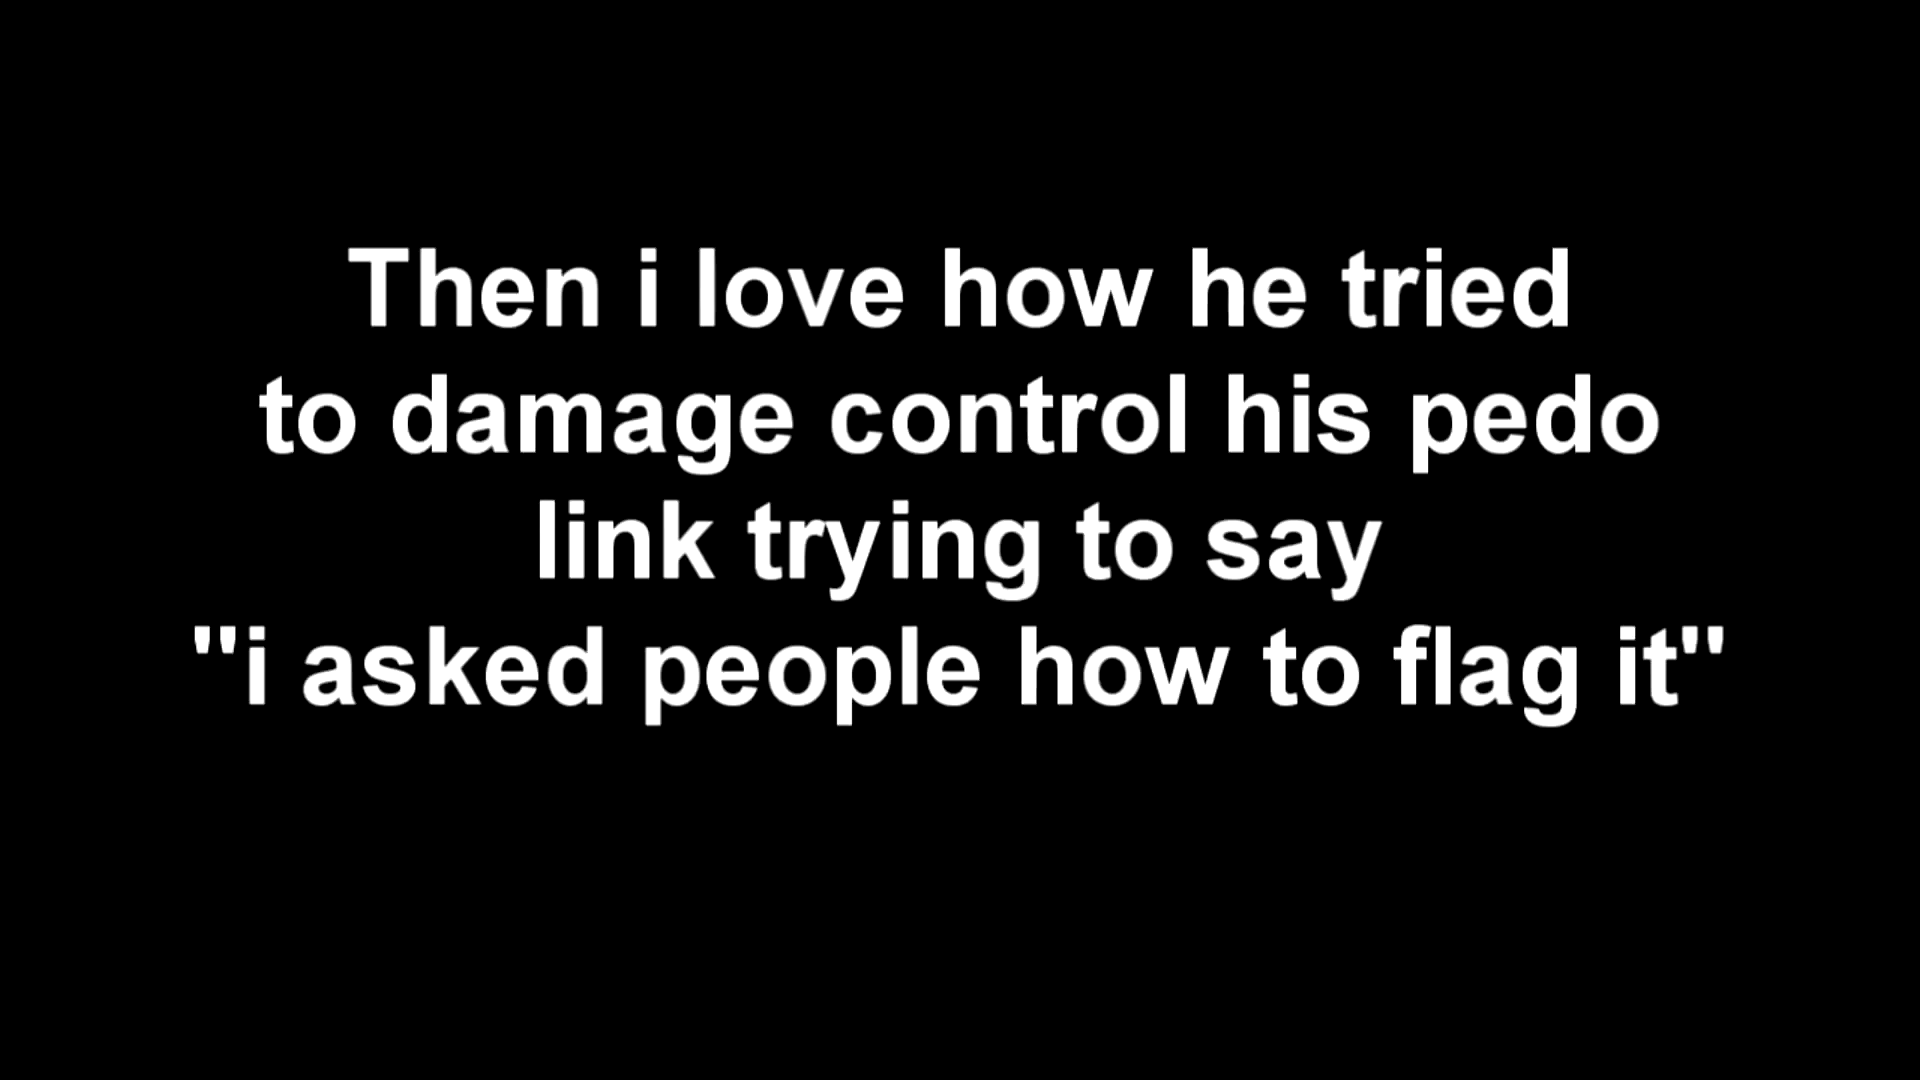 Then i love how he tried
to damage control his pedo
link trying to say
"i asked people how to flag it"